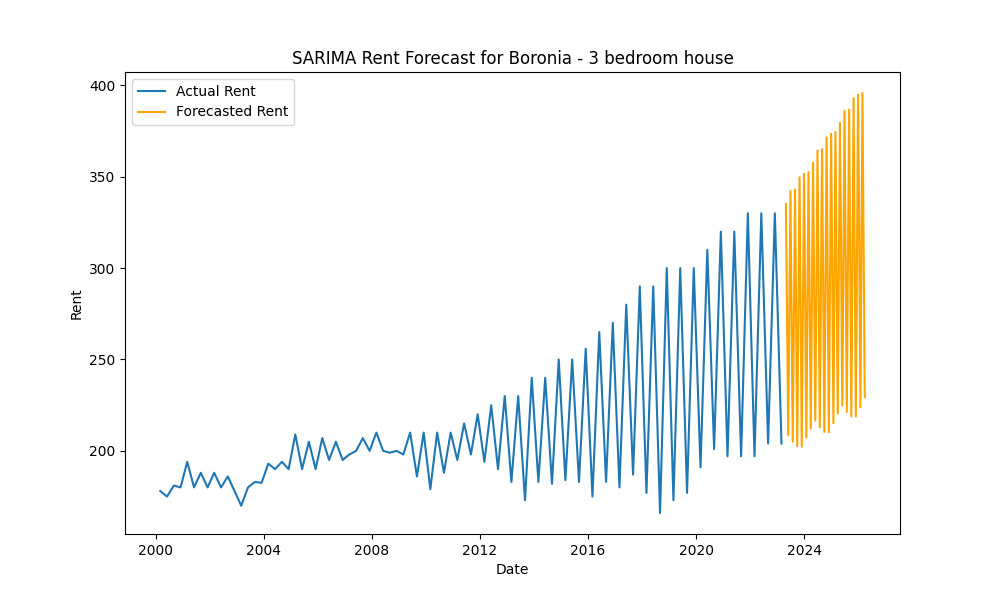 SARIMA Rent Forecast for Boronia - 3 bedroom house
Actual Rent
Forecasted Rent
400
350
300
250
200
Rent
2000 2004 2008 2012 2016 2020 2024
Date